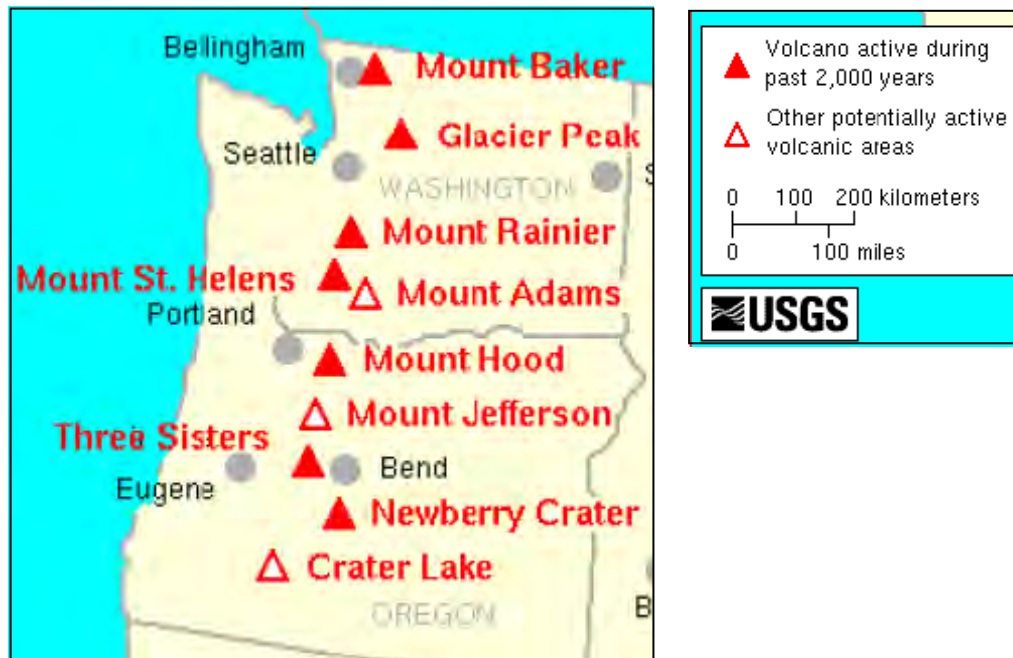 Bellingham
Mount Baker
Glacier Peak
Seattle
S
WASHINGTON
Mount Rainier
Mount St. Helens
Mount Adams
Portland
Mount Hood
Mount Jefferson
Three Sisters
Bend
Eugene
Newberry Crater
Crater Lake
OREGON
B
Volcano active during
past 2,000 years
Other potentially active
volcanic areas
0 100 200 kilometers
0 100 miles
USGS